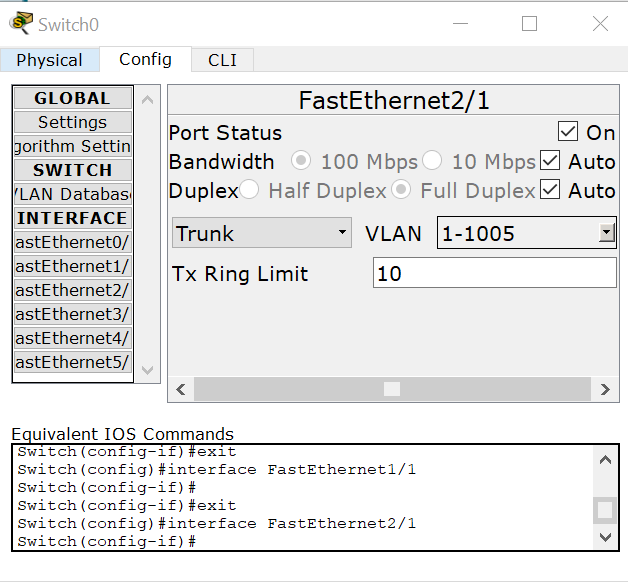 Switch0
Physical Config CLI
GLOBAL
Settings
gorithm Settin
SWITCH
VLAN Database
INTERFACE
astEthernet0/
astEthernet1/
astEthernet2/
astEthernet3/
astEthernet4/
astEthernet5/
FastEthernet2/1
Port Status On
Bandwidth 100 Mbps 10 Mbps Auto
Duplex Half Duplex Full Duplex Auto
Trunk VLAN 1-1005
Tx Ring Limit 10
Equivalent IOS Commands
Switch(config-if)#exit
Switch(config)#interface FastEthernet1/1
Switch(config-if)#
Switch(config-if)#exit
Switch(config)#interface FastEthernet2/1
Switch(config-if)#